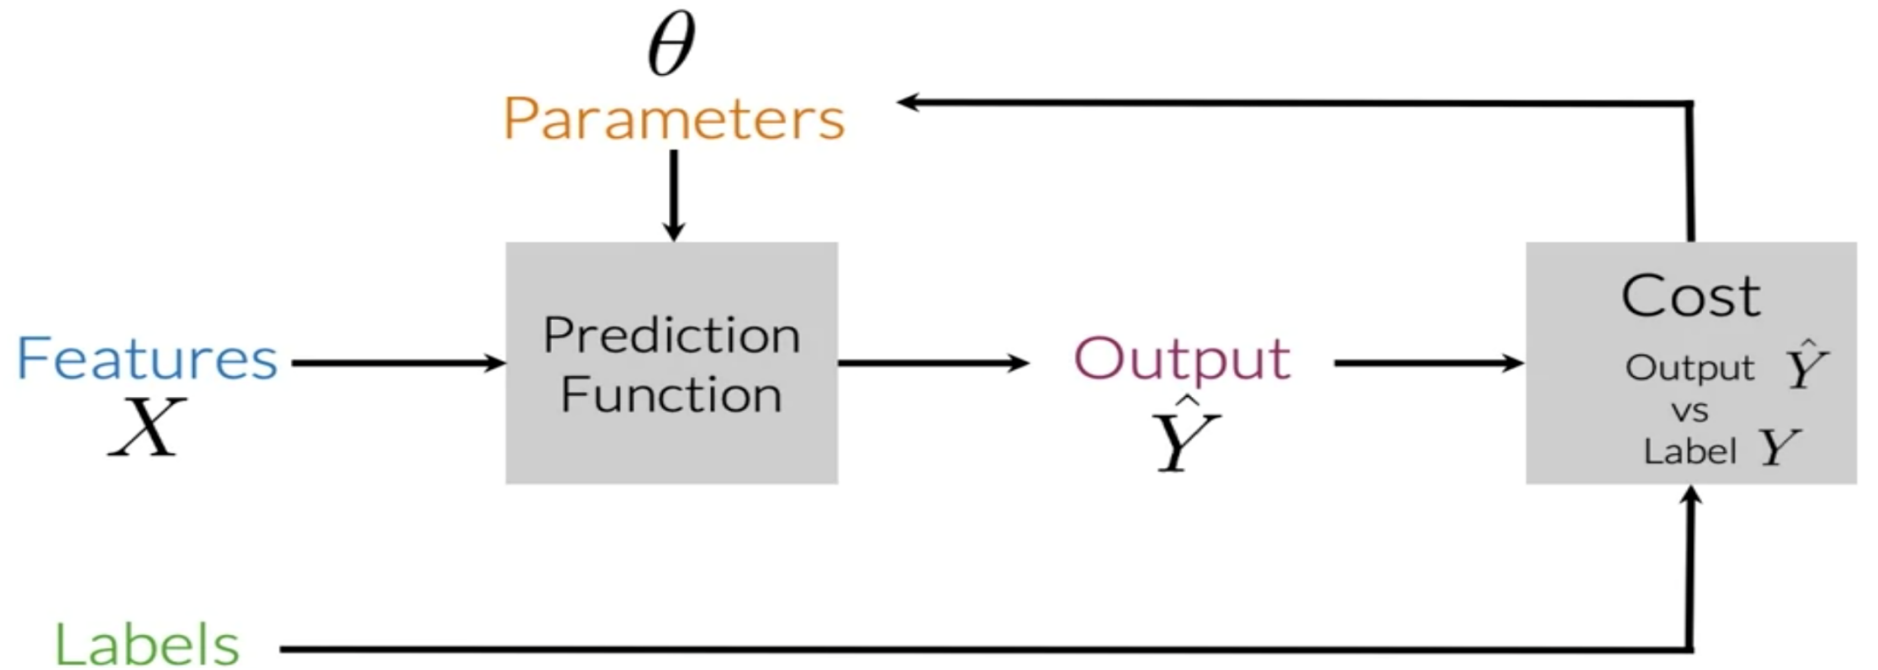 θ
Parameters
Features
X
Prediction
Function
Output
Ŷ
Cost
Output Ŷ
vs
Label Y
Labels